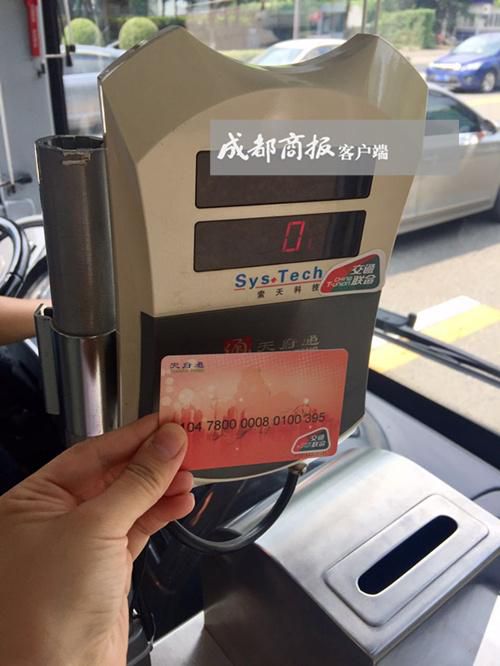 成都商报 客户端
0
Sys Tech
索天科技
交通
联合
CHINA
T-UNION
天府通
天府通
104 7800 0008 0100 395
交通
联合